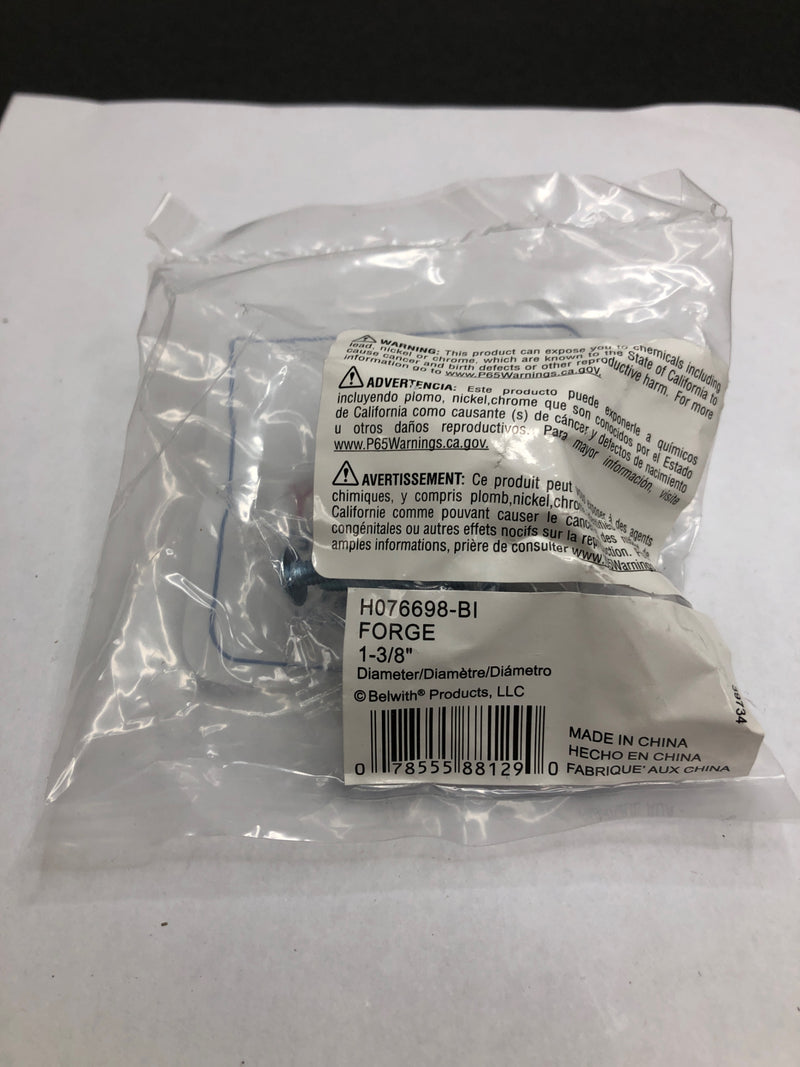 ⚠ WARNING: This product can expose you to chemicals including
lead, nickel or chrome, which are known to the State of California to
cause cancer and birth defects or other reproductive harm. For more
information go to www.P65Warnings.ca.gov.
⚠ ADVERTENCIA: Este producto puede exponerle a químicos
incluyendo plomo, nickel,chrome que son conocidos por el Estado
de California como causante (s) de cáncer y defectos de nacimiento
u otros daños reproductivos. Para mayor información, visite
www.P65Warnings.ca.gov.
⚠ AVERTISSEMENT: Ce produit peut exposer à des agents
chimiques, y compris plomb,nickel,chro
Californie comme pouvant causer le
congénitales ou autres effets nocifs sur la
amples informations, prière de consulter
H076698-BI
FORGE
1-3/8"
Diameter/Diamètre/Diámetro
© Belwith® Products, LLC
0 78555 88129 0
MADE IN CHINA
HECHO EN CHINA
FABRIQUE' AUX CHINA